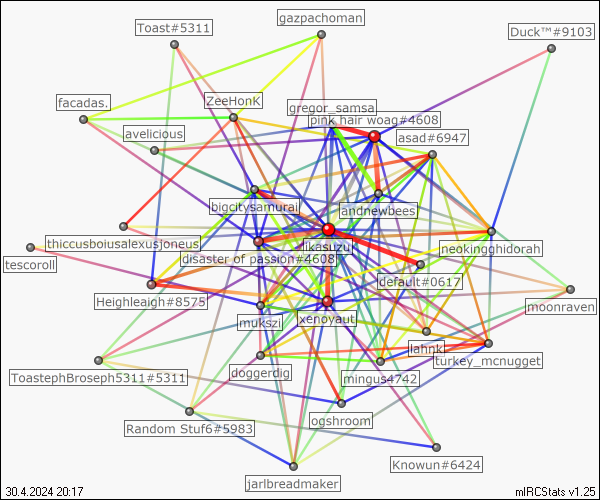 gazpachoman
Toast#5311
Duck™#9103
facadas.
ZeeHonK
gregor_samsa
pink hair woag#4608
avelicious
asad#6947
bigcitysamurai
andnewbees
thiccusboiusalexusjoneus
ikasuzu
neokingghidorah
tescoroll
disaster of passion#4608
default#0617
Heighleigh#8575
mukszi
xenovaut
moonraven
lahnk
turkey_mcnugget
ToastephBroseph5311#5311
doggerdig
mingus4742
Random Stuf6#5983
ogshroom
Knowun#6424
jarlbreadmaker
30.4.2024 20:17
mIRCStats v1.25